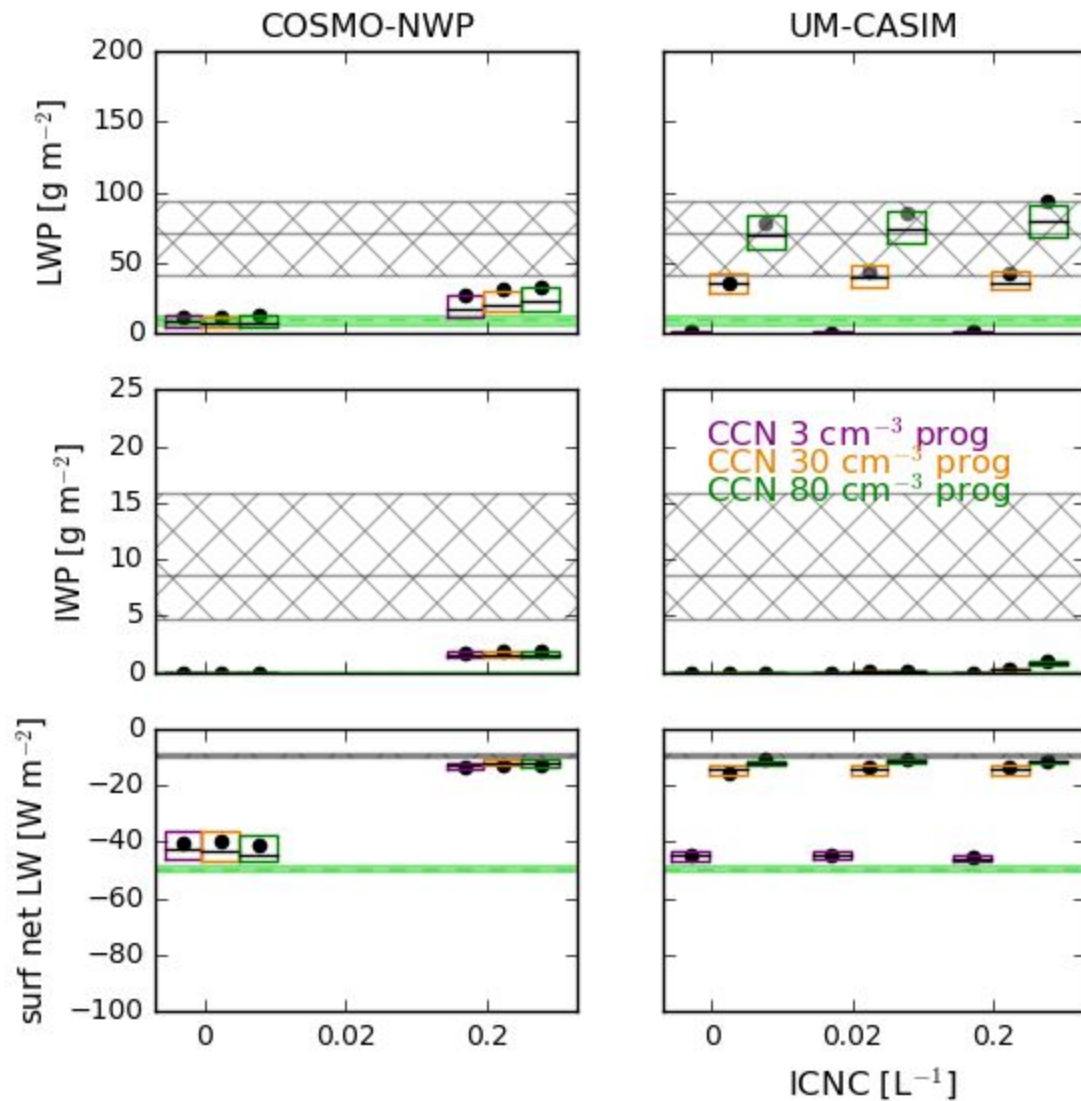 COSMO-NWP
UM-CASIM
LWP [g m⁻²]
200
150
100
50
0
IWP [g m⁻²]
25
20
15
10
5
0
CCN 3 cm⁻³ prog
CCN 30 cm⁻³ prog
CCN 80 cm⁻³ prog
surf net LW [W m⁻²]
0
−20
−40
−60
−80
−100
0 0.02 0.2
0 0.02 0.2
ICNC [L⁻¹]